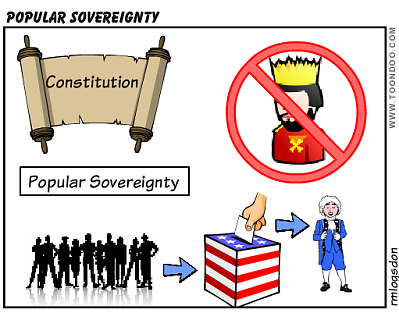 POPULAR SOVEREIGNTY
Constitution
WWW.TOONDOO.COM
Popular Sovereignty
rmlogsdon